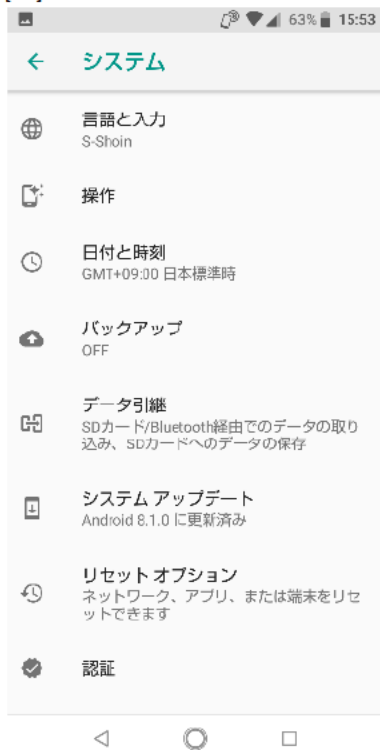 63% 15:53
システム
言語と入力
S-Shoin
操作
日付と時刻
GMT+09:00 日本標準時
バックアップ
OFF
データ引継
SDカード/Bluetooth経由でのデータの取り
込み、SDカードへのデータの保存
システム アップデート
Android 8.1.0 に更新済み
リセット オプション
ネットワーク、アプリ、または端末をリセ
ットできます
認証